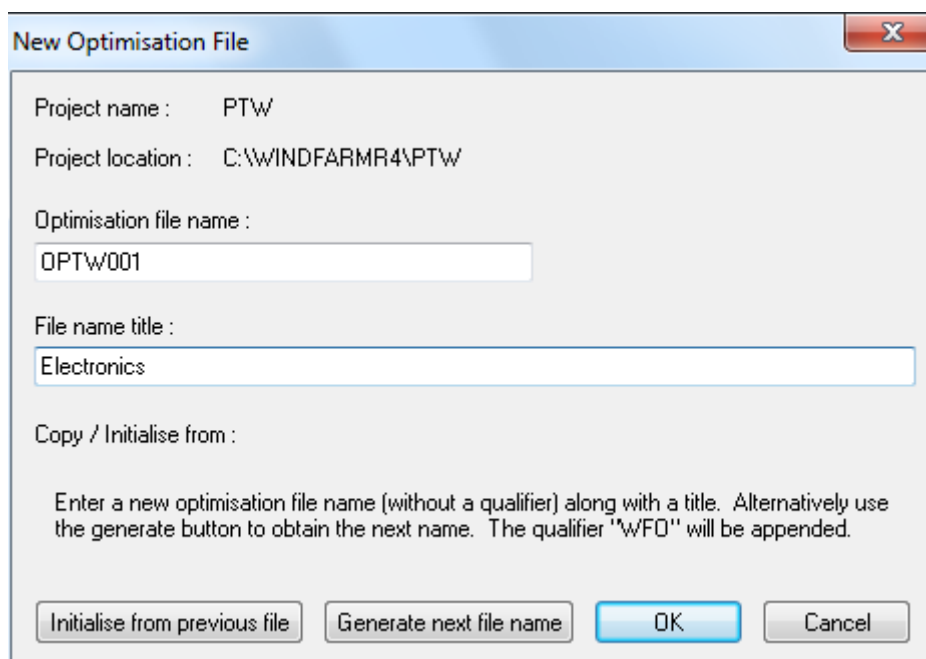 New Optimisation File
Project name : PTW
Project location : C:\WINDFARMR4\PTW
Optimisation file name :
OPTW001
File name title :
Electronics
Copy / Initialise from :
Enter a new optimisation file name (without a qualifier) along with a title. Alternatively use
the generate button to obtain the next name. The qualifier "WFO" will be appended.
Initialise from previous file Generate next file name OK Cancel